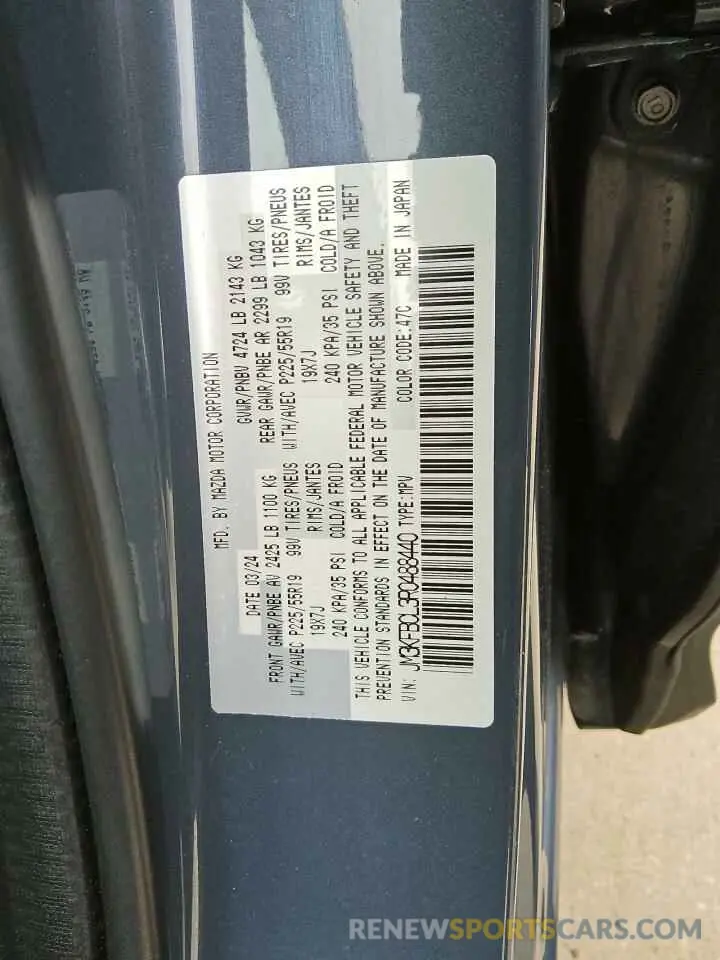 MFD. BY MAZDA MOTOR CORPORATION
DATE 03/24 GVWR/PNBV 4724 LB 2143 KG
FRONT GAWR/PNBE AV 2425 LB 1100 KG REAR GAWR/PNBE AR 2299 LB 1043 KG
WITH/AVEC P225/55R19 99V TIRES/PNEUS WITH/AVEC P225/55R19 99V TIRES/PNEUS
19X7J RIMS/JANTES 19X7J RIMS/JANTES
240 KPA/35 PSI COLD/A FROID 240 KPA/35 PSI COLD/A FROID
THIS VEHICLE CONFORMS TO ALL APPLICABLE FEDERAL MOTOR VEHICLE SAFETY AND THEFT
PREVENTION STANDARDS IN EFFECT ON THE DATE OF MANUFACTURE SHOWN ABOVE.
VIN: JM3KFBCL3R0488440 TYPE:MPV COLOR CODE:47C MADE IN JAPAN
10
RENEWSPORTSCARS.COM